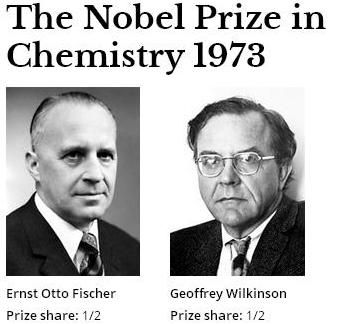 The Nobel Prize in
Chemistry 1973
Ernst Otto Fischer
Prize share: 1/2
Geoffrey Wilkinson
Prize share: 1/2